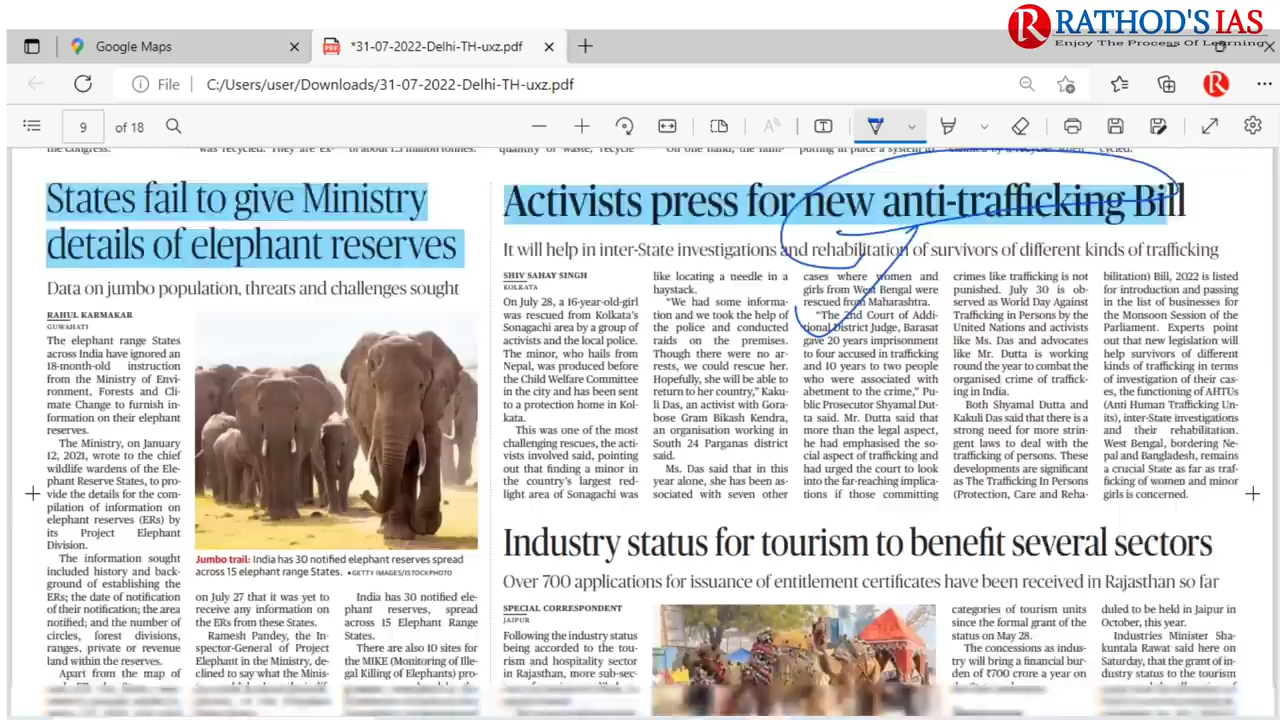 RATHOD'S IAS
Enjoy The Process Of Learning
Google Maps
*31-07-2022-Delhi-TH-uxz.pdf
File
C:/Users/user/Downloads/31-07-2022-Delhi-TH-uxz.pdf
9
of 18
the Congress.
quantity of waste, recycle
States fail to give Ministry
details of elephant reserves
Data on jumbo population, threats and challenges sought
RAHUL KARMAKAR
GUWAHATI
The elephant range States
across India have ignored an
18-month-old instruction
from the Ministry of Envi-
ronment, Forests and Cli-
mate Change to furnish in-
formation on their elephant
reserves.
The Ministry, on January
12, 2021, wrote to the chief
wildlife wardens of the Ele-
phant Reserve States, to pro-
vide the details for the com-
pilation of information on
elephant reserves (ERs) by
its Project Elephant
Division.
The information sought
included history and back-
ground of establishing the
ERs; the date of notification
of their notification; the area
notified; and the number of
circles, forest divisions,
ranges, private or revenue
land within the reserves.
Apart from the map of
Jumbo trail: India has 30 notified elephant reserves spread
across 15 elephant range States. •GETTY IMAGES/ISTOCKPHOTO
on July 27 that it was yet to
receive any information on
the ERs from these States.
Ramesh Pandey, the In-
spector-General of Project
Elephant in the Ministry, de-
clined to say what the Minis-
India has 30 notified ele-
phant reserves, spread
across 15 Elephant Range
States.
There are also 10 sites for
the MIKE (Monitoring of Ille-
gal Killing of Elephants) pro-
Activists press for new anti-trafficking Bill
It will help in inter-State investigations and rehabilitation of survivors of different kinds of trafficking
SHIV SAHAY SINGH
KOLKATA
On July 28, a 16-year-old-girl
was rescued from Kolkata's
Sonagachi area by a group of
activists and the local police.
The minor, who hails from
Nepal, was produced before
the Child Welfare Committee
in the city and has been sent
to a protection home in Kol-
kata.
This was one of the most
challenging rescues, the acti-
vists involved said, pointing
out that finding a minor in
the country's largest red-
light area of Sonagachi was
like locating a needle in a
haystack.
"We had some informa-
tion and we took the help of
the police and conducted
raids on the premises.
Though there were no ar-
rests, we could rescue her.
Hopefully, she will be able to
return to her country," Kaku-
li Das, an activist with Gora-
bose Gram Bikash Kendra,
an organisation working in
South 24 Parganas district
said.
Ms. Das said that in this
year alone, she has been as-
sociated with seven other
cases where women and
girls from West Bengal were
rescued from Maharashtra.
"The 2nd Court of Addi-
tional District Judge, Barasat
gave 20 years imprisonment
to four accused in trafficking
and 10 years to two people
who were associated with
abetment to the crime," Pu-
blic Prosecutor Shyamal Dut-
ta said. Mr. Dutta said that
more than the legal aspect,
he had emphasised the so-
cial aspect of trafficking and
had urged the court to look
into the far-reaching implica-
tions if those committing
crimes like trafficking is not
punished. July 30 is ob-
served as World Day Against
Trafficking in Persons by the
United Nations and activists
like Ms. Das and advocates
like Mr. Dutta is working
round the year to combat the
organised crime of traffick-
ing in India.
Both Shyamal Dutta and
Kakuli Das said that there is a
strong need for more strin-
gent laws to deal with the
trafficking of persons. These
developments are significant
as The Trafficking In Persons
(Protection, Care and Reha-
bilitation) Bill, 2022 is listed
for introduction and passing
in the list of businesses for
the Monsoon Session of the
Parliament. Experts point
out that new legislation will
help survivors of different
kinds of trafficking in terms
of investigation of their cas-
es, the functioning of AHTUs
(Anti Human Trafficking Un-
its), inter-State investigations
and their rehabilitation.
West Bengal, bordering Ne-
pal and Bangladesh, remains
a crucial State as far as traf-
ficking of women and minor
girls is concerned.
Industry status for tourism to benefit several sectors
Over 700 applications for issuance of entitlement certificates have been received in Rajasthan so far
SPECIAL CORRESPONDENT
JAIPUR
Following the industry status
being accorded to the tou-
rism and hospitality sector
in Rajasthan, more sub-sec-
categories of tourism units
since the formal grant of the
status on May 28.
The concessions as indus-
try will bring a financial bur-
den of ₹700 crore a year on
duled to be held in Jaipur in
October, this year.
Industries Minister Sha-
kuntala Rawat said here on
Saturday, that the grant of in-
dustry status to the tourism